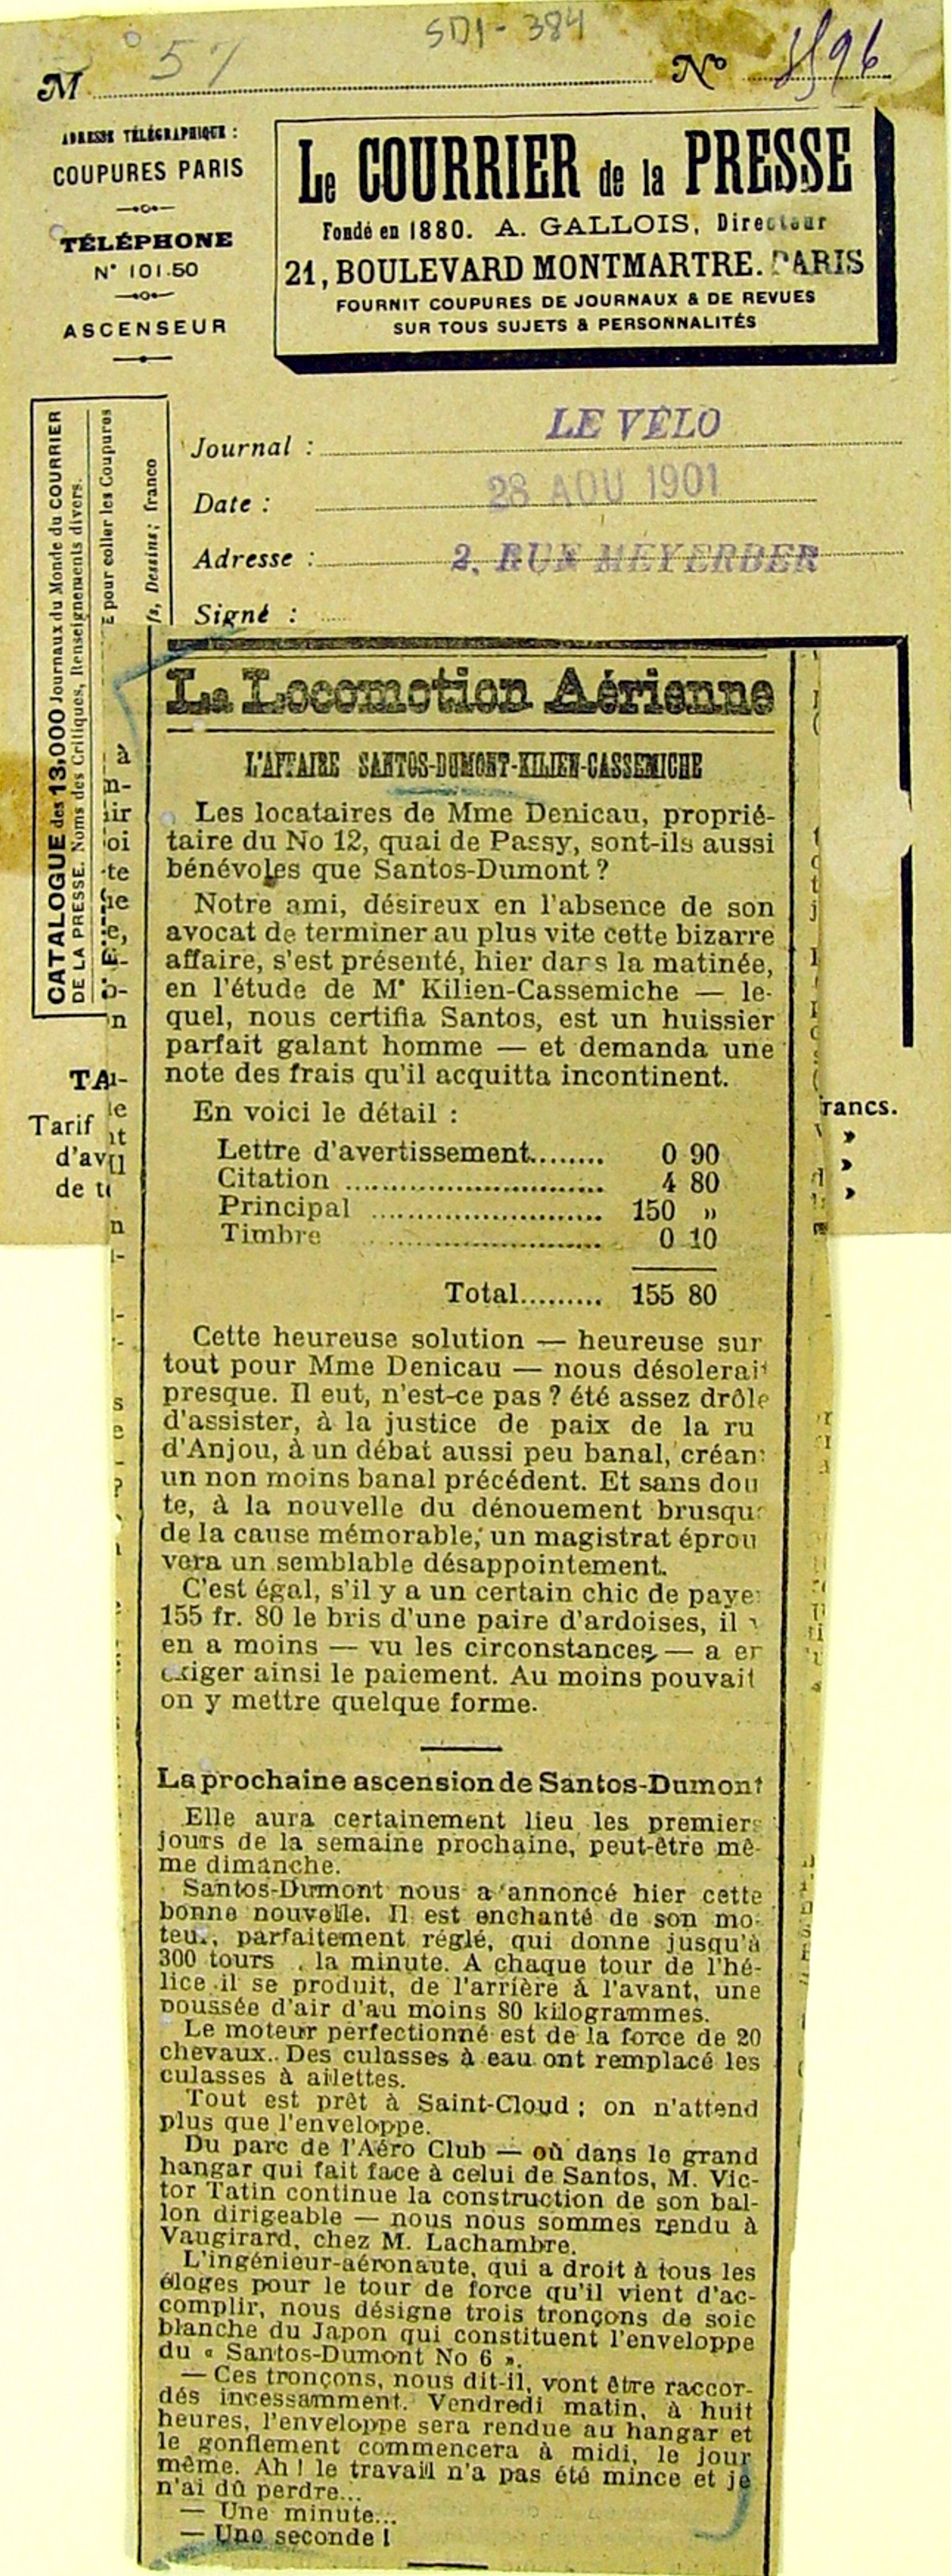 SD1-384
M 57 No
ADRESSE TÉLÉGRAPHIQUE :
COUPURES PARIS
TÉLÉPHONE
N° 101.50
ASCENSEUR
Le COURRIER de la PRESSE
Fondé en 1880. A. GALLOIS, Directeur
21, BOULEVARD MONTMARTRE. PARIS
FOURNIT COUPURES DE JOURNAUX & DE REVUES
SUR TOUS SUJETS & PERSONNALITÉS
CATALOGUE des 13,000 Journaux du Monde du COURRIER
DE LA PRESSE. Noms des Critiques, Renseignements divers.
pour coller les Coupures
Dessins; franco
Journal : LE VÉLO
Date : 28 AOU 1901
Adresse : 2, RUE MEYERBER
Signé :
La Locomotion Aérienne
L'AFFAIRE SANTOS-DUMONT-KILIEN-CASSEMICHE
Les locataires de Mme Denicau, proprié-
taire du No 12, quai de Passy, sont-ils aussi
bénévoles que Santos-Dumont ?
Notre ami, désireux en l'absence de son
avocat de terminer au plus vite cette bizarre
affaire, s'est présenté, hier dans la matinée,
en l'étude de Me Kilien-Cassemiche — le-
quel, nous certifia Santos, est un huissier
parfait galant homme — et demanda une
note des frais qu'il acquitta incontinent.
En voici le détail :
Lettre d'avertissement........ 0 90
Citation ............................ 4 80
Principal ......................... 150 »
Timbre ......................... 0 10
Total......... 155 80
Cette heureuse solution — heureuse sur
tout pour Mme Denicau — nous désolerait
presque. Il eut, n'est-ce pas ? été assez drôle
d'assister, à la justice de paix de la ru
d'Anjou, à un débat aussi peu banal, créan
un non moins banal précédent. Et sans dou
te, à la nouvelle du dénouement brusqu
de la cause mémorable, un magistrat éprou
vera un semblable désappointement.
C'est égal, s'il y a un certain chic de paye
155 fr. 80 le bris d'une paire d'ardoises, il y
en a moins — vu les circonstances — a en
exiger ainsi le paiement. Au moins pouvait
on y mettre quelque forme.
La prochaine ascension de Santos-Dumont
Elle aura certainement lieu les premiers
jours de la semaine prochaine, peut-être mê-
me dimanche.
Santos-Dumont nous a annoncé hier cette
bonne nouvelle. Il est enchanté de son mo-
teur, parfaitement réglé, qui donne jusqu'à
300 tours la minute. A chaque tour de l'hé-
lice il se produit, de l'arrière à l'avant, une
poussée d'air d'au moins 80 kilogrammes.
Le moteur perfectionné est de la force de 20
chevaux.. Des culasses à eau ont remplacé les
culasses à ailettes.
Tout est prêt à Saint-Cloud ; on n'attend
plus que l'enveloppe.
Du parc de l'Aéro Club — où dans le grand
hangar qui fait face à celui de Santos, M. Vic-
tor Tatin continue la construction de son bal-
lon dirigeable — nous nous sommes rendu à
Vaugirard, chez M. Lachambre.
L'ingénieur-aéronaute, qui a droit à tous les
éloges pour le tour de force qu'il vient d'ac-
complir, nous désigne trois tronçons de soie
blanche du Japon qui constituent l'enveloppe
du « Santos-Dumont No 6 ».
— Ces tronçons, nous dit-il, vont être raccor-
dés incessamment. Vendredi matin, à huit
heures, l'enveloppe sera rendue au hangar et
le gonflement commencera à midi, le jour
même. Ah ! le travail n'a pas été mince et je
n'ai dû perdre...
— Une minute...
— Une seconde !
TA
Tarif
d'av
de t
rancs.
»
»
»